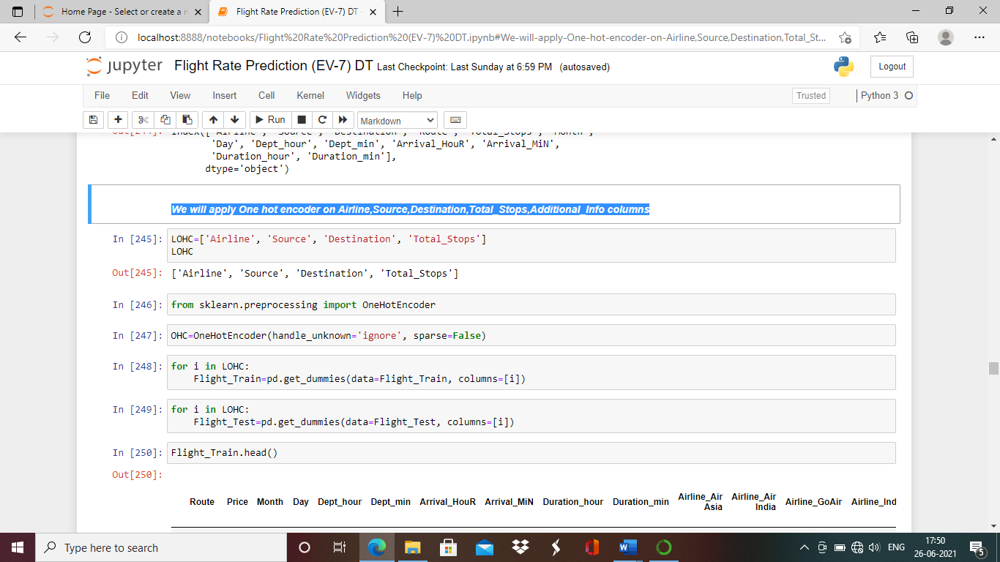 Home Page - Select or create a n
Flight Rate Prediction (EV-7) DT -
localhost:8888/notebooks/Flight%20Rate%20Prediction%20(EV-7)%20DT.ipynb#We-will-apply-One-hot-encoder-on-Airline,Source,Destination,Total_St...
jupyter Flight Rate Prediction (EV-7) DT Last Checkpoint: Last Sunday at 6:59 PM (autosaved)
Logout
File Edit View Insert Cell Kernel Widgets Help
Trusted
Python 3
Run
Markdown
Out[244]: Index(['Airline', 'Source', 'Destination', 'Route', 'Total_Stops', 'Month',
'Day', 'Dept_hour', 'Dept_min', 'Arrival_HouR', 'Arrival_MiN',
'Duration_hour', 'Duration_min'],
dtype='object')
We will apply One hot encoder on Airline,Source,Destination,Total_Stops,Additional_Info columns
In [245]: LOHC=['Airline', 'Source', 'Destination', 'Total_Stops']
LOHC
Out[245]: ['Airline', 'Source', 'Destination', 'Total_Stops']
In [246]: from sklearn.preprocessing import OneHotEncoder
In [247]: OHC=OneHotEncoder(handle_unknown='ignore', sparse=False)
In [248]: for i in LOHC:
Flight_Train=pd.get_dummies(data=Flight_Train, columns=[i])
In [249]: for i in LOHC:
Flight_Test=pd.get_dummies(data=Flight_Test, columns=[i])
In [250]: Flight_Train.head()
Out[250]:
Route Price Month Day Dept_hour Dept_min Arrival_HouR Arrival_MiN Duration_hour Duration_min Airline_Air Asia Airline_Air India Airline_GoAir Airline_Ind
Type here to search
ENG
17:50
26-06-2021
5